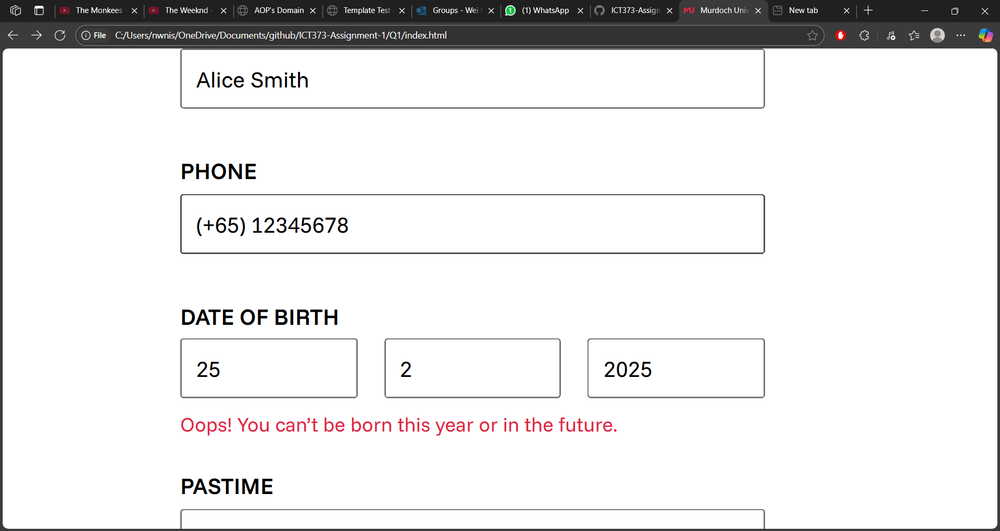 The Monkees
The Weeknd -
AOP's Domain
Template Test
Groups - Wei
(1) WhatsApp
ICT373-Assign
MU Murdoch Univ
New tab
File C:/Users/nwnis/OneDrive/Documents/github/ICT373-Assignment-1/Q1/index.html
Alice Smith
PHONE
(+65) 12345678
DATE OF BIRTH
25 2 2025
Oops! You can’t be born this year or in the future.
PASTIME